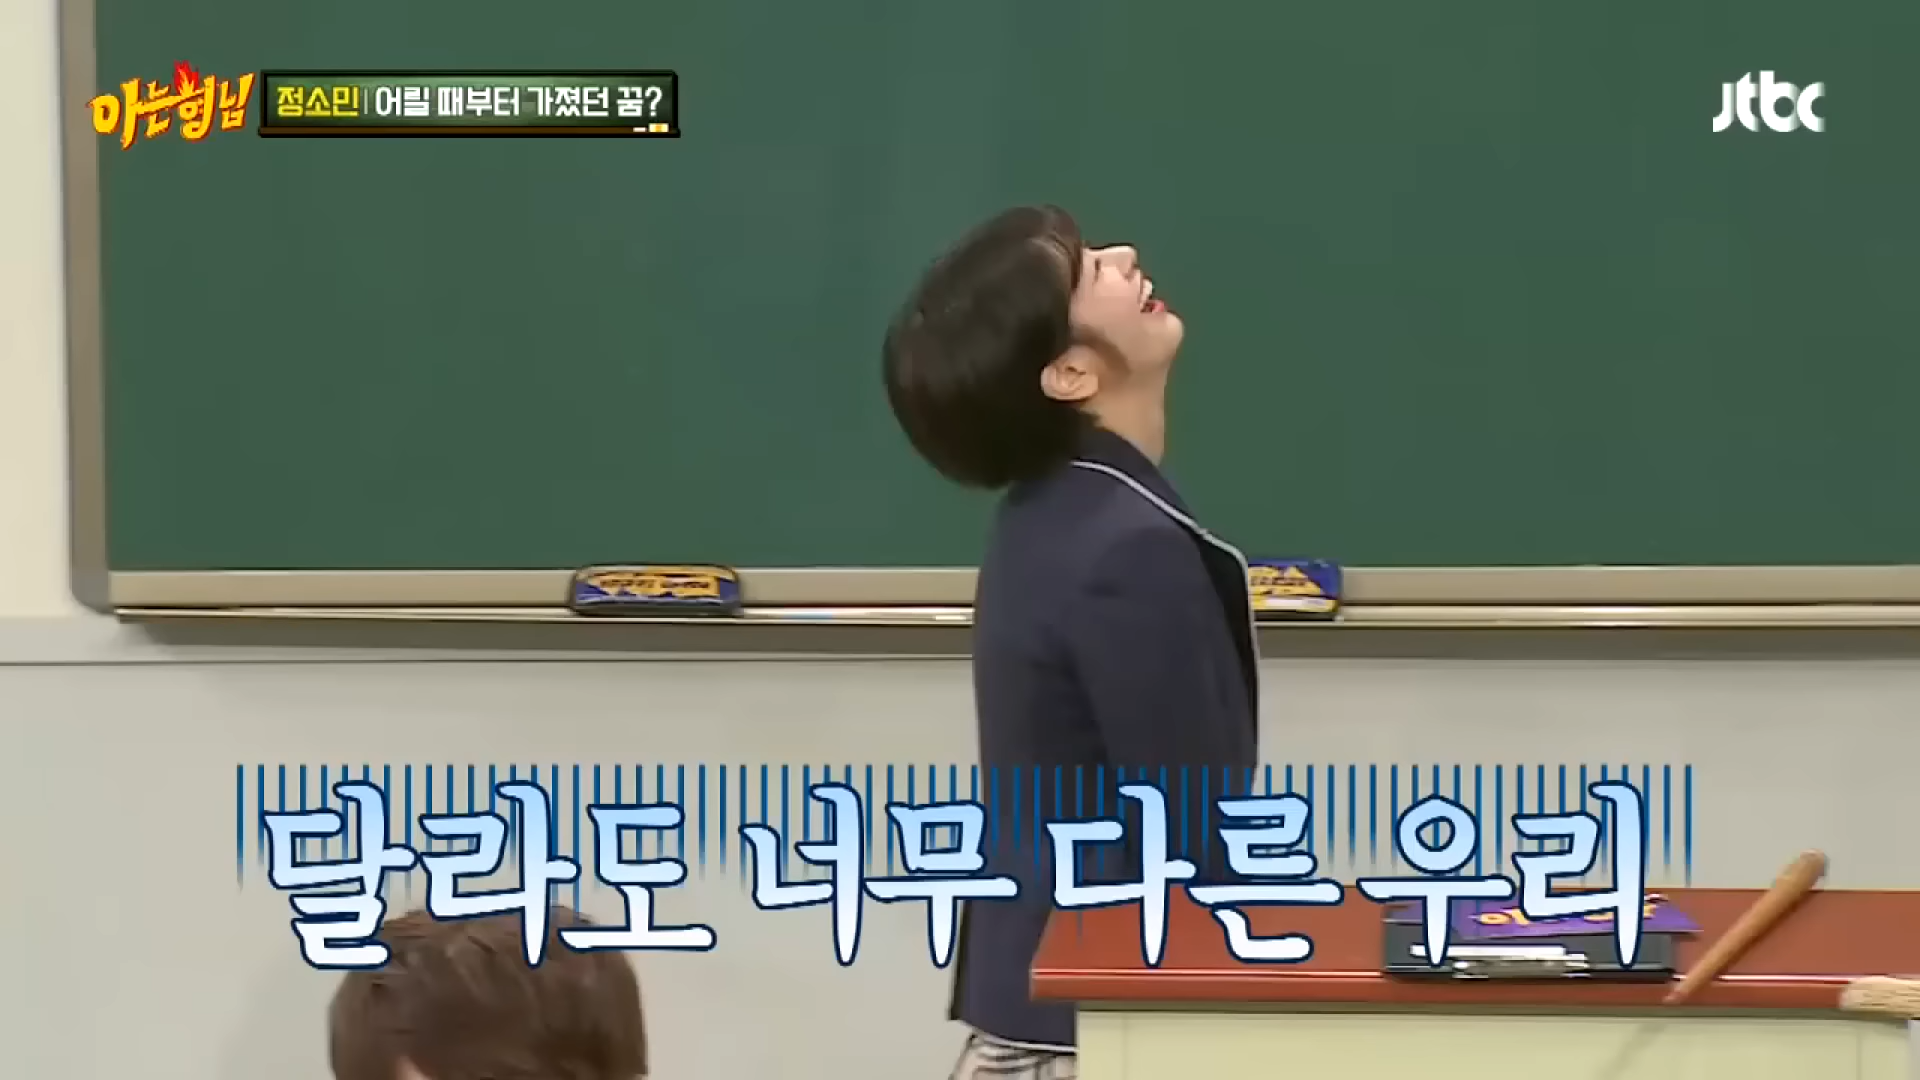 아는형님
정소민 | 어릴 때부터 가졌던 꿈?
jtbc
달라도 너무 다른 우리